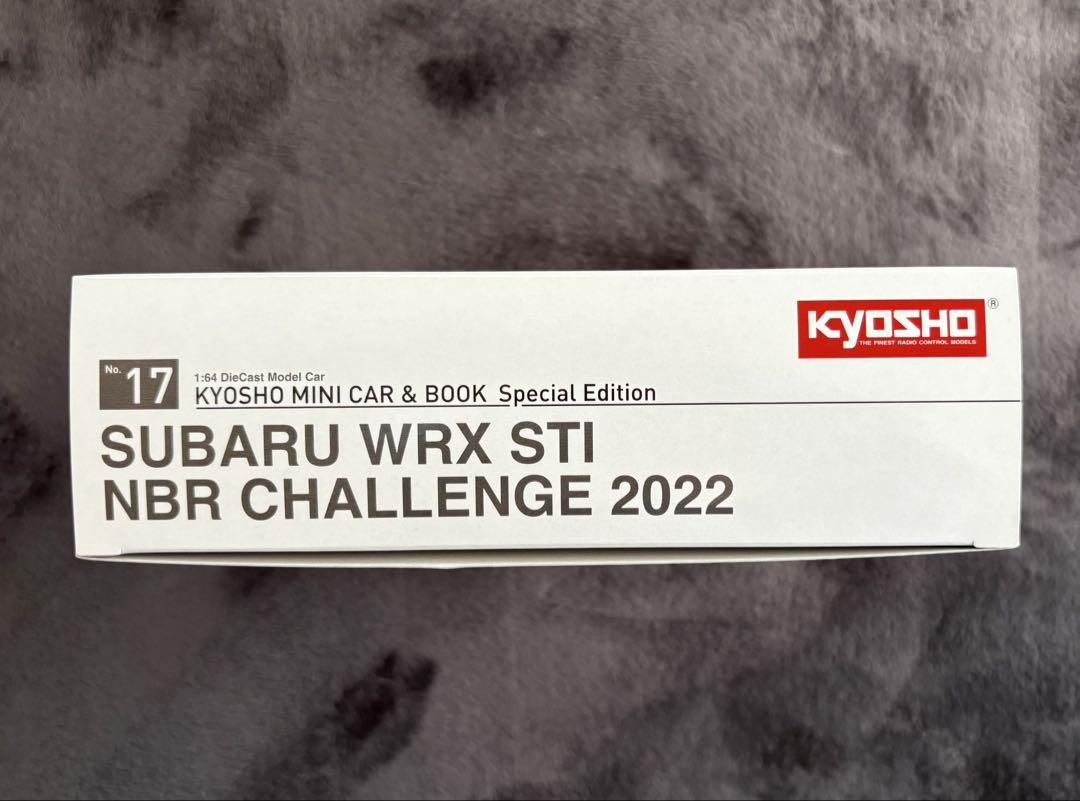 KYOSHO®
THE FINEST RADIO CONTROL MODELS
No. 17
1:64 DieCast Model Car
KYOSHO MINI CAR & BOOK Special Edition
SUBARU WRX STI
NBR CHALLENGE 2022